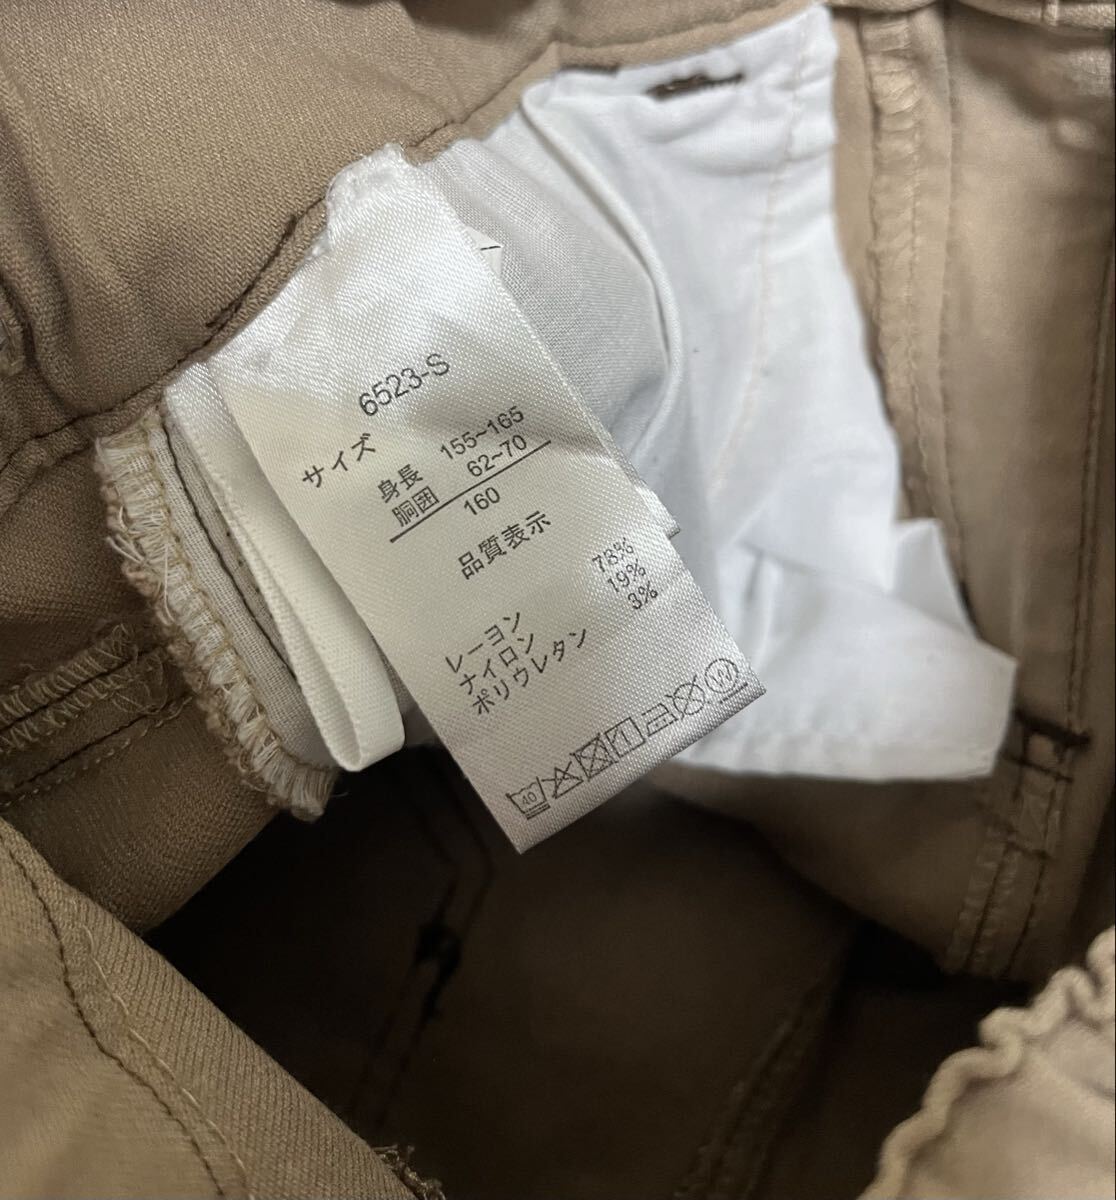 6523-S
サイズ
身長 155~165
胴囲 62~70
160
品質表示
レーヨン 78%
ナイロン 19%
ポリウレタン 3%
40